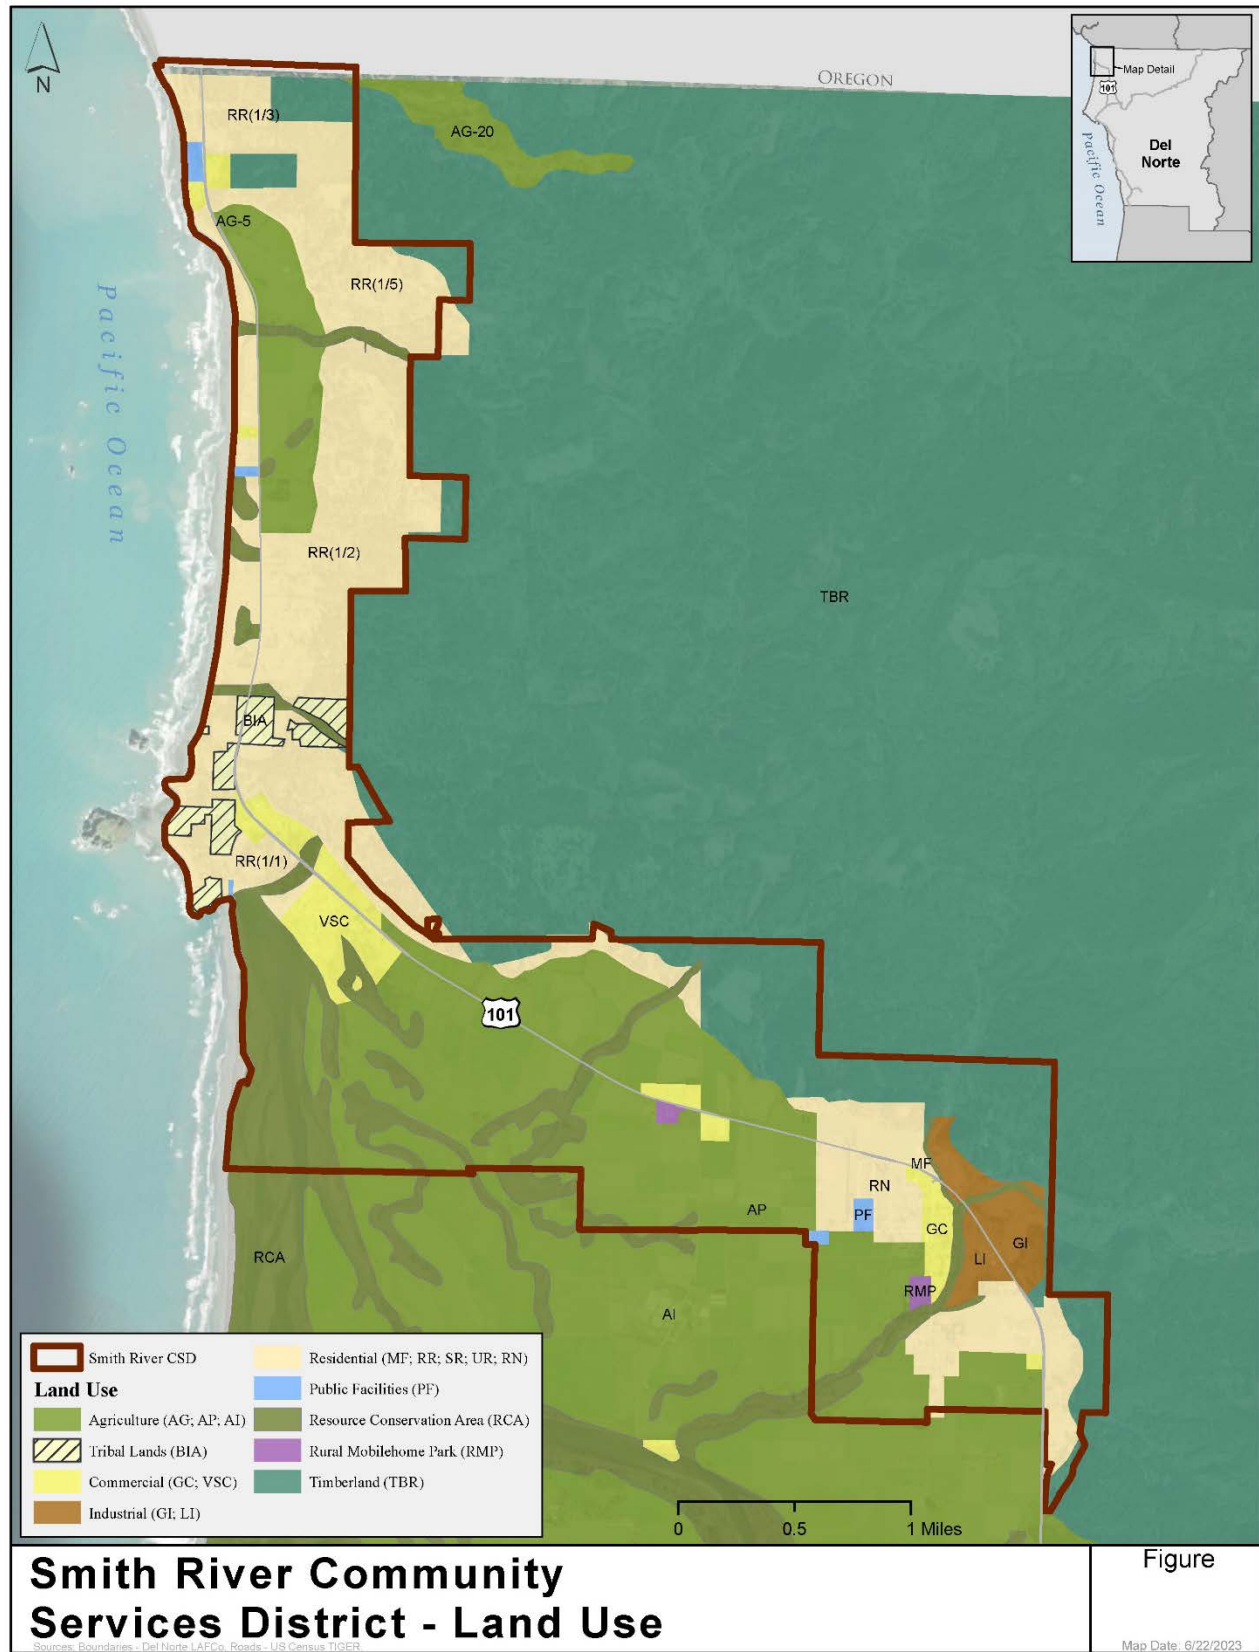 N
OREGON
Map Detail
101
Del
Norte
Pacific Ocean
RR(1/3)
AG-20
AG-5
RR(1/5)
Pacific Ocean
RR(1/2)
TBR
BIA
RR(1/1)
VSC
101
MF
RN
AP
PF
GC
GI
RCA
LI
RMP
AI
Smith River CSD
Land Use
Agriculture (AG; AP; AI)
Tribal Lands (BIA)
Commercial (GC; VSC)
Industrial (GI; LI)
Residential (MF; RR; SR; UR; RN)
Public Facilities (PF)
Resource Conservation Area (RCA)
Rural Mobilehome Park (RMP)
Timberland (TBR)
0 0.5 1 Miles
Smith River Community
Services District - Land Use
Sources: Boundaries - Del Norte LAFCo, Roads - US Census TIGER.
Figure
Map Date: 6/22/2023